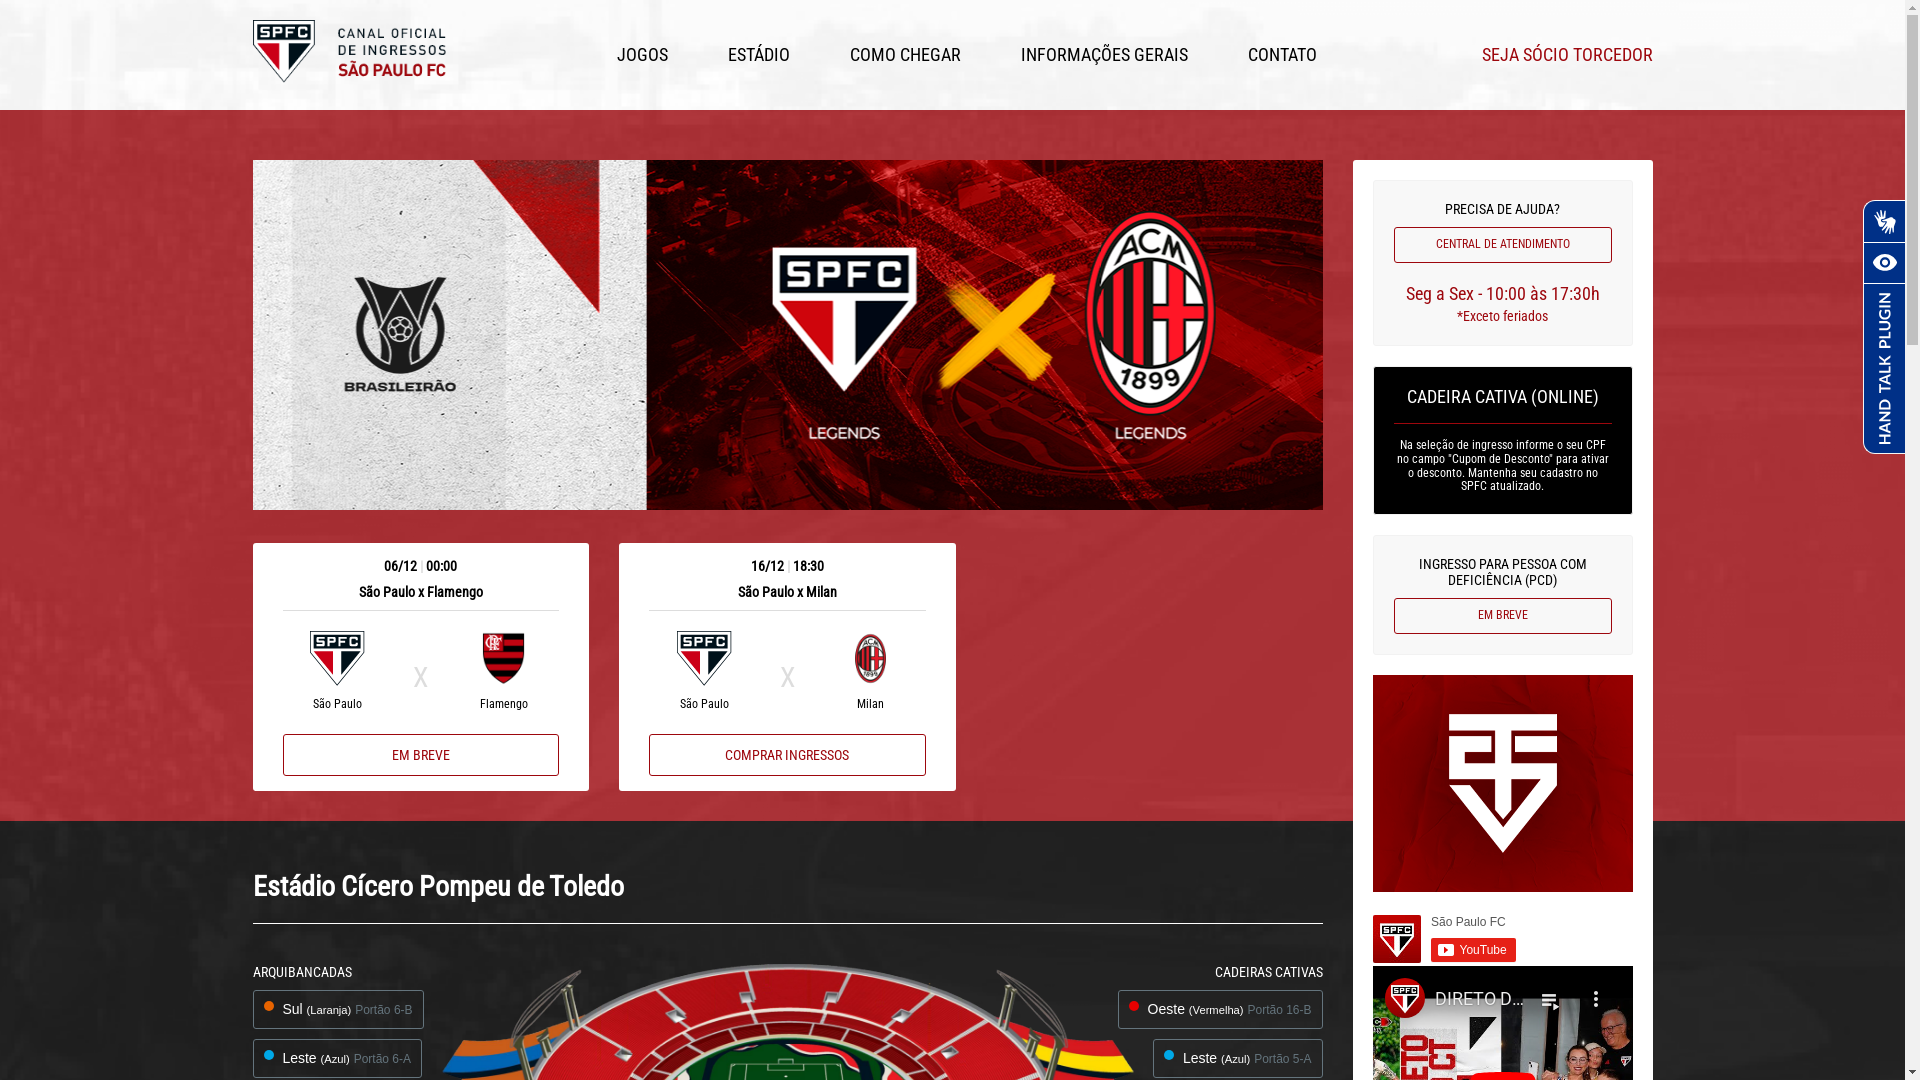 SPFC
CANAL OFICIAL
DE INGRESSOS
SÃO PAULO FC
JOGOS
ESTÁDIO
COMO CHEGAR
INFORMAÇÕES GERAIS
CONTATO
SEJA SÓCIO TORCEDOR
BRASILEIRÃO
SPFC
LEGENDS
ACM
1899
LEGENDS
PRECISA DE AJUDA?
CENTRAL DE ATENDIMENTO
Seg a Sex - 10:00 às 17:30h
*Exceto feriados
CADEIRA CATIVA (ONLINE)
Na seleção de ingresso informe o seu CPF
no campo "Cupom de Desconto" para ativar
o desconto. Mantenha seu cadastro no
SPFC atualizado.
INGRESSO PARA PESSOA COM
DEFICIÊNCIA (PCD)
EM BREVE
HAND TALK PLUGIN
06/12 | 00:00
São Paulo x Flamengo
SPFC
X
São Paulo
Flamengo
EM BREVE
16/12 | 18:30
São Paulo x Milan
SPFC
X
ACM
São Paulo
Milan
COMPRAR INGRESSOS
Estádio Cícero Pompeu de Toledo
ARQUIBANCADAS
Sul (Laranja) Portão 6-B
Leste (Azul) Portão 6-A
CADEIRAS CATIVAS
Oeste (Vermelha) Portão 16-B
Leste (Azul) Portão 5-A
SPFC
São Paulo FC
YouTube
SPFC
DIRETO D...